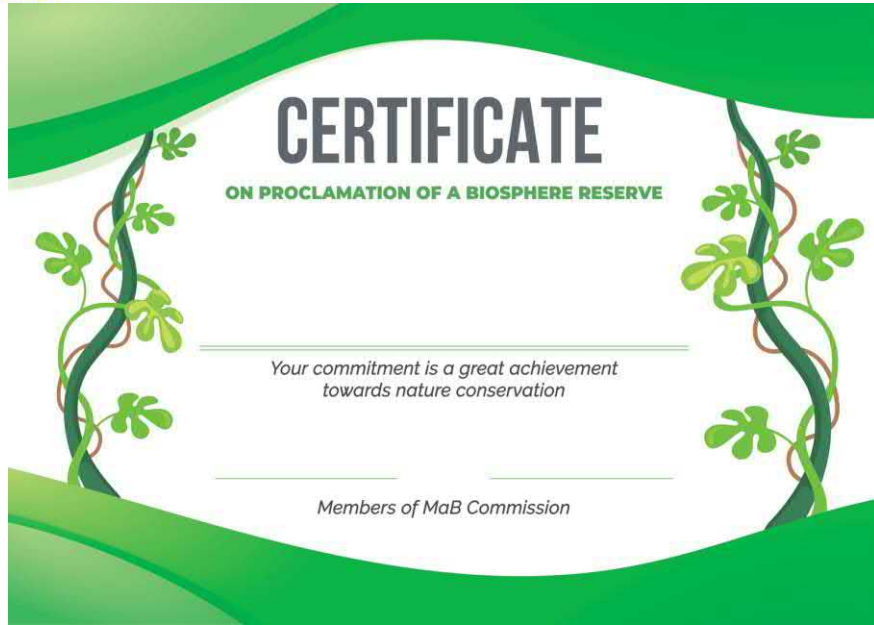 CERTIFICATE
ON PROCLAMATION OF A BIOSPHERE RESERVE
Your commitment is a great achievement
towards nature conservation
Members of MaB Commission